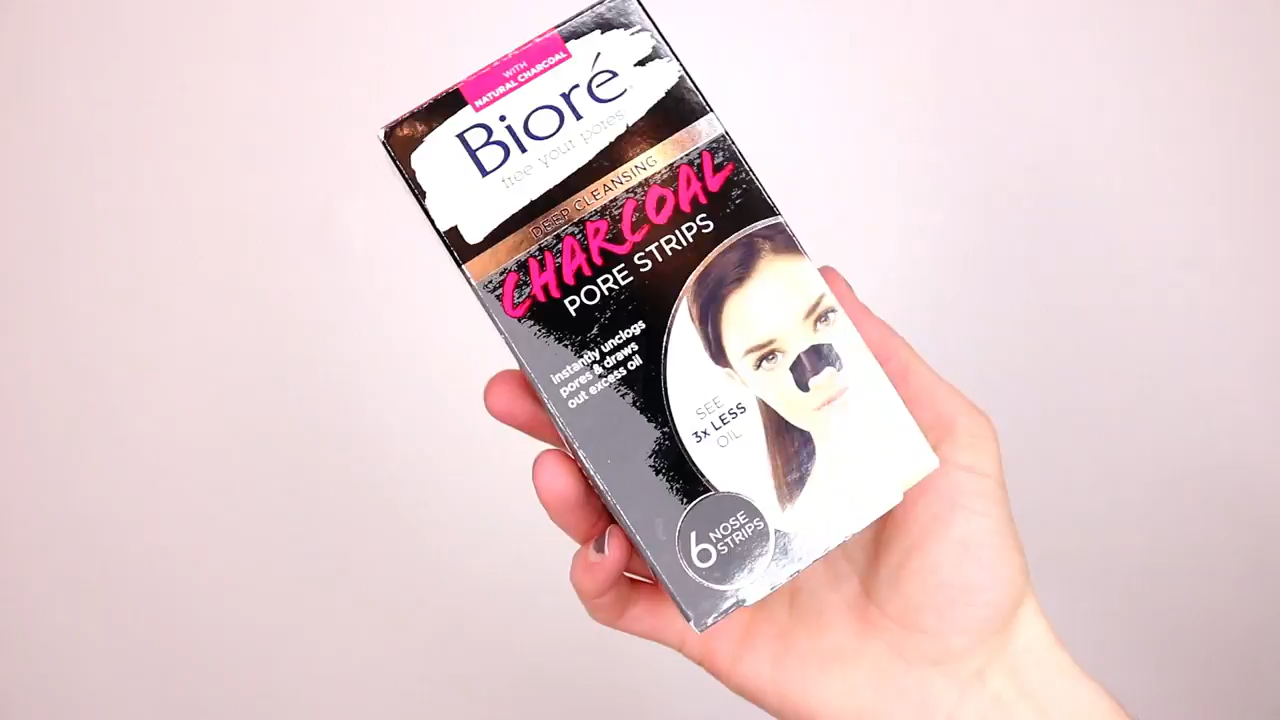 WITH
NATURAL CHARCOAL
Bioré
free your pores
DEEP CLEANSING
CHARCOAL
PORE STRIPS
instantly unclogs
pores & draws
out excess oil
SEE
3x LESS
OIL
6 NOSE
STRIPS